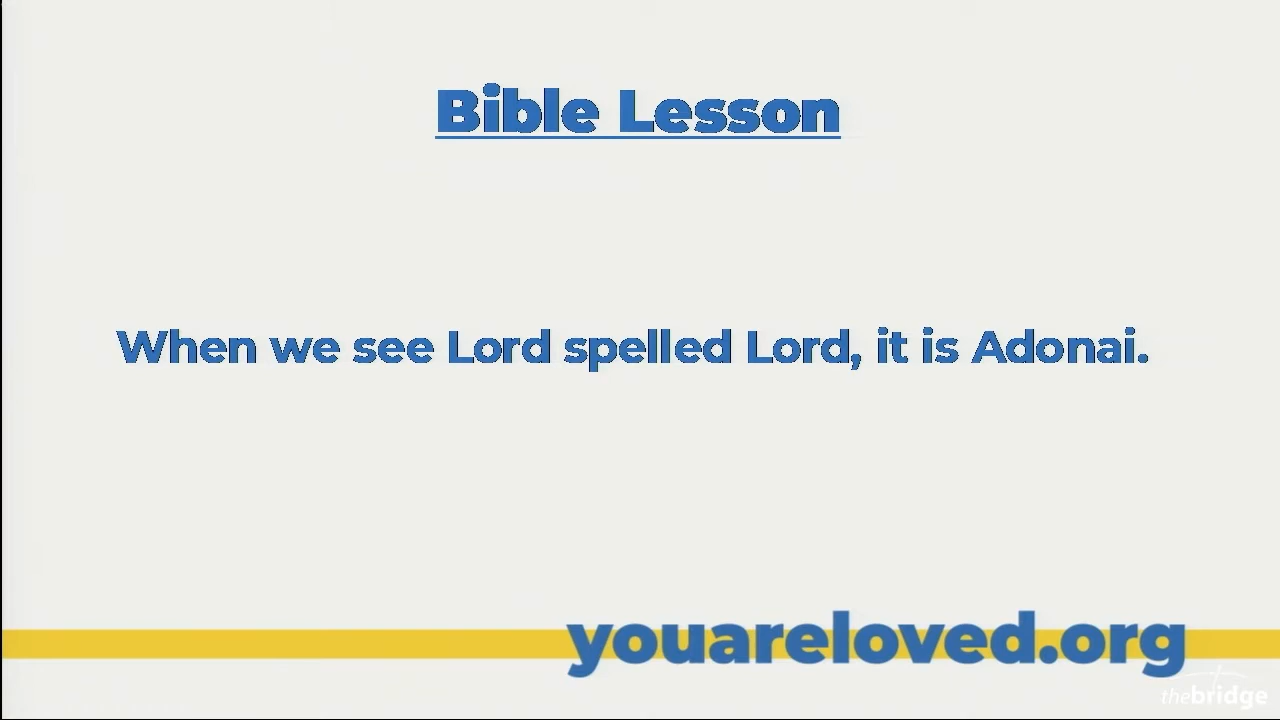 Bible Lesson
When we see Lord spelled Lord, it is Adonai.
youareloved.org
thebridge